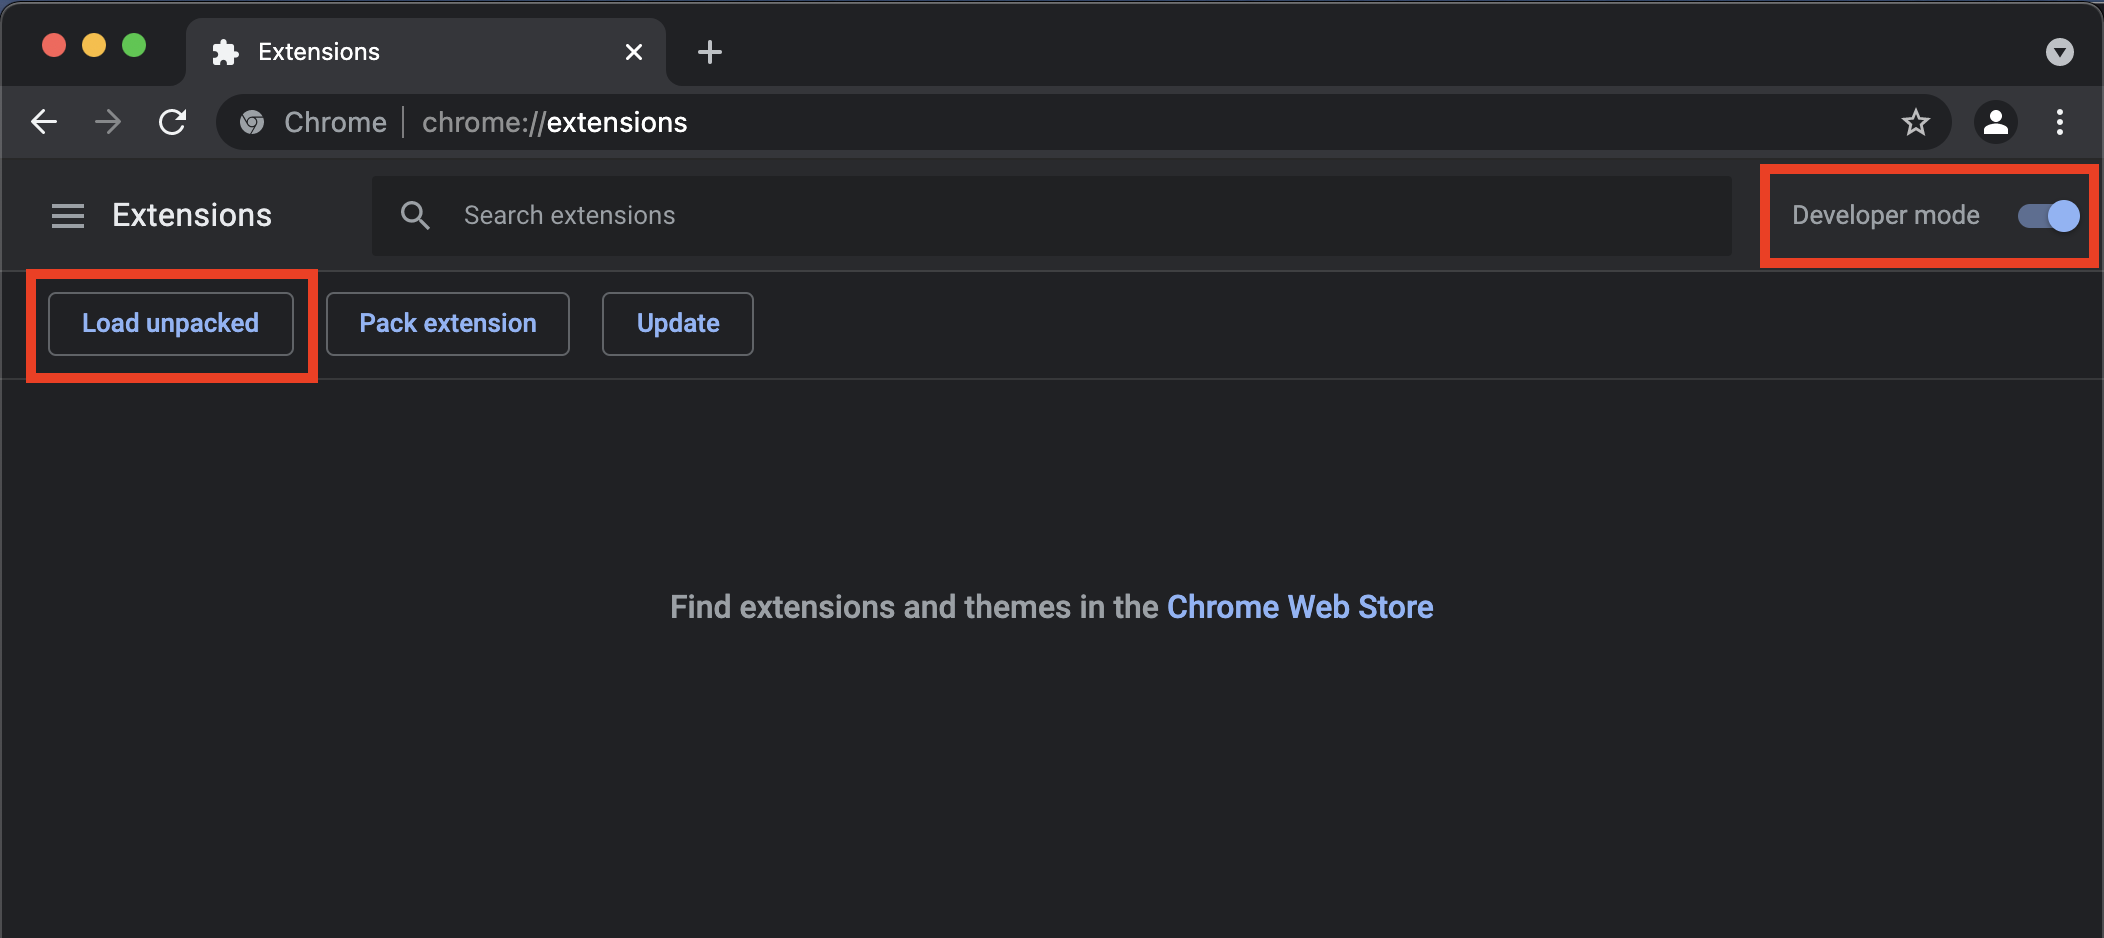 Extensions
Chrome chrome://extensions
Extensions
Search extensions
Developer mode
Load unpacked
Pack extension
Update
Find extensions and themes in the Chrome Web Store